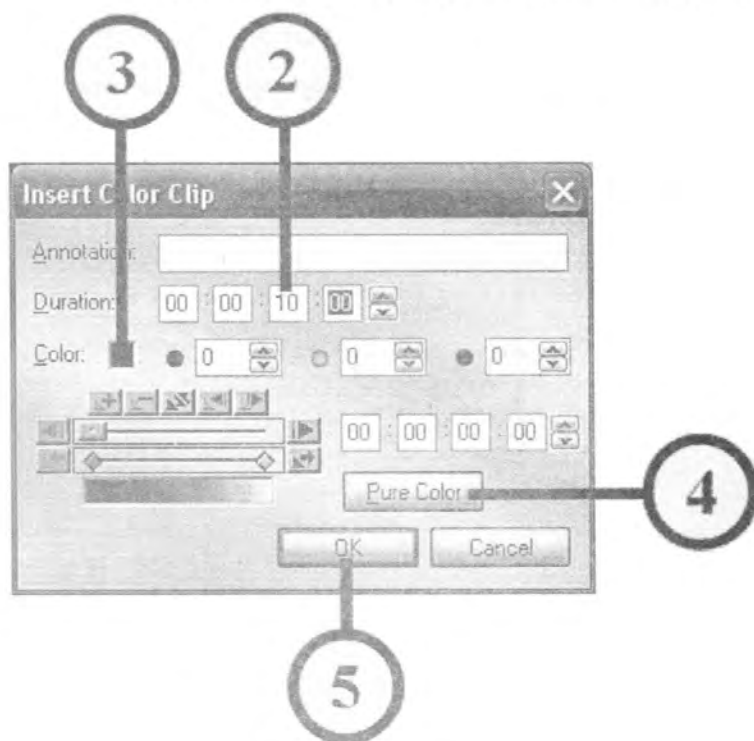 3 2
Insert Color Clip
Annotation:
Duration: 00 : 00 : 10 : 00
Color: 0 0 0
00 : 00 : 00 : 00
Pure Color
4
OK Cancel
5